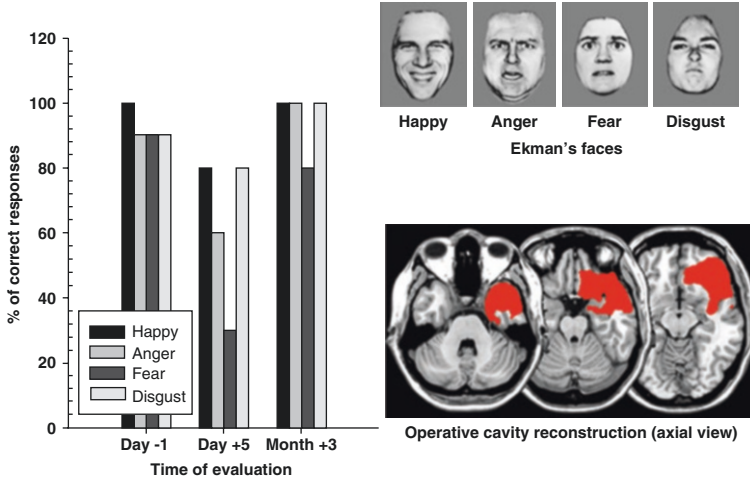 120
100
80
60
40
20
0
% of correct responses
Happy
Anger
Fear
Disgust
Day -1 Day +5 Month +3
Time of evaluation
Happy Anger Fear Disgust
Ekman's faces
Operative cavity reconstruction (axial view)